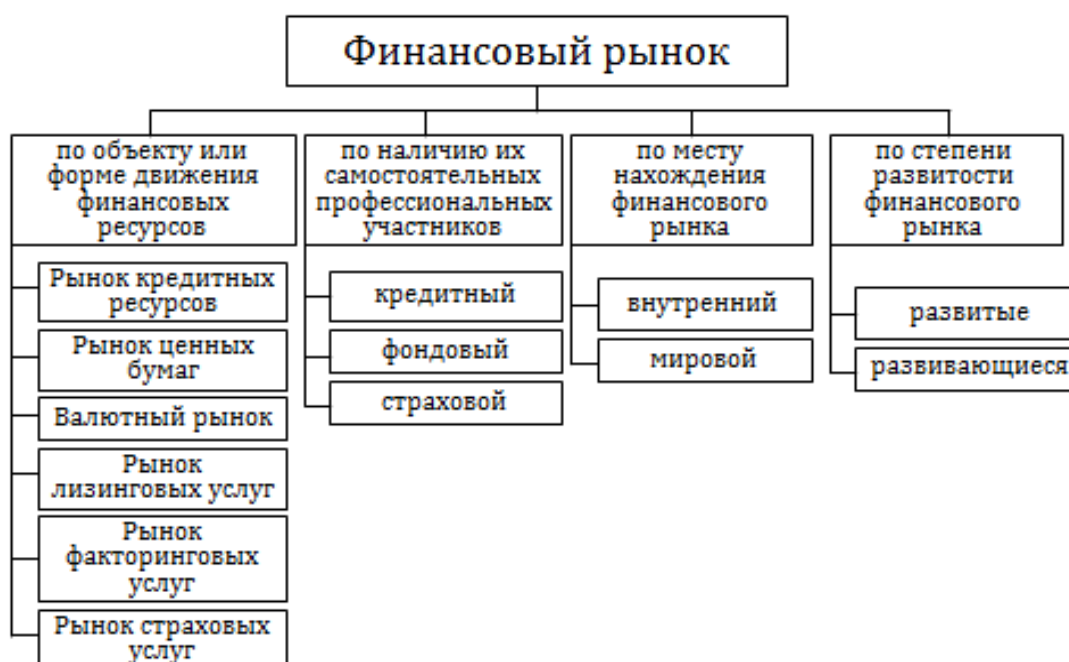 Финансовый рынок
по объекту или
форме движения
финансовых
ресурсов
Рынок кредитных
ресурсов
Рынок ценных
бумаг
Валютный рынок
Рынок
лизинговых услуг
Рынок
факторинговых
услуг
Рынок страховых
услуг
по наличию их
самостоятельных
профессиональных
участников
кредитный
фондовый
страховой
по месту
нахождения
финансового
рынка
внутренний
мировой
по степени
развитости
финансового
рынка
развитые
развивающиеся